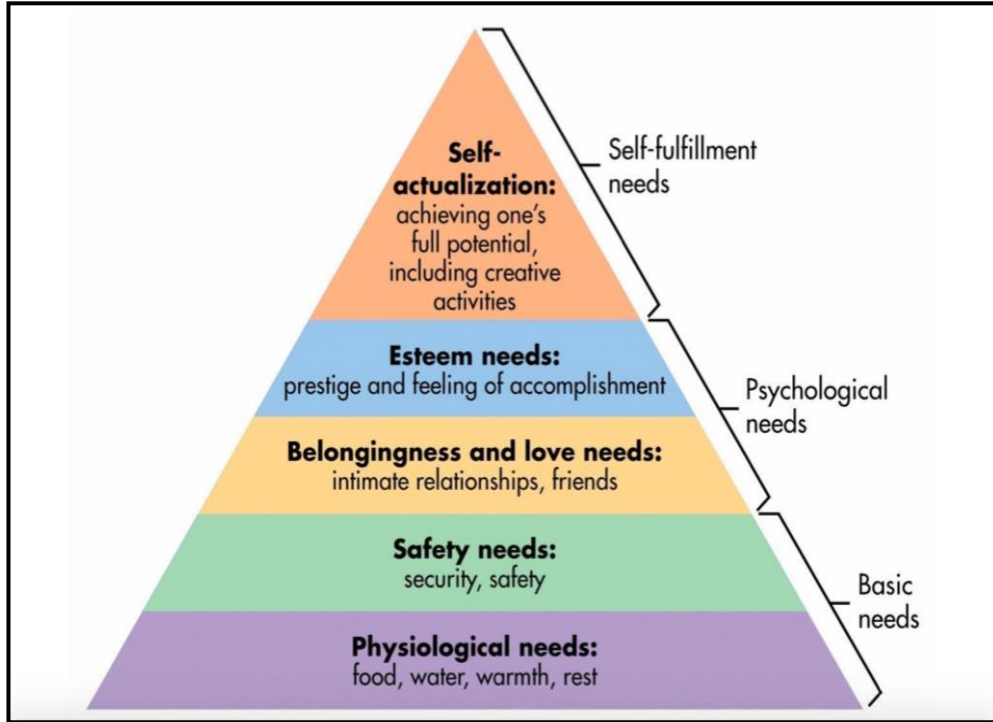 Self-
actualization:
achieving one's
full potential,
including creative
activities
Self-fulfillment
needs
Esteem needs:
prestige and feeling of accomplishment
Psychological
needs
Belongingness and love needs:
intimate relationships, friends
Safety needs:
security, safety
Basic
needs
Physiological needs:
food, water, warmth, rest